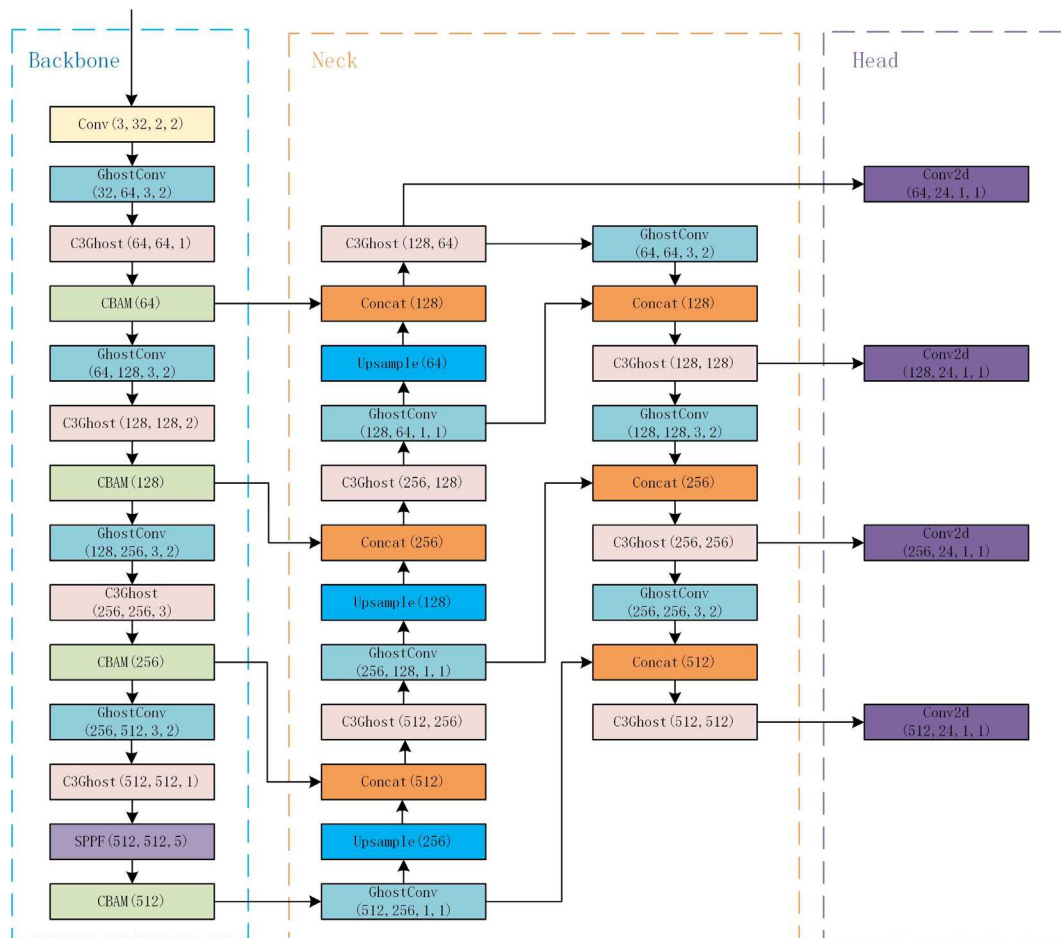 Backbone
Conv(3,32,2,2)
GhostConv
(32,64,3,2)
C3Ghost(64,64,1)
CBAM(64)
GhostConv
(64,128,3,2)
C3Ghost(128,128,2)
CBAM(128)
GhostConv
(128,256,3,2)
C3Ghost
(256,256,3)
CBAM(256)
GhostConv
(256,512,3,2)
C3Ghost(512,512,1)
SPPF(512,512,5)
CBAM(512)
Neck
C3Ghost(128,64)
Concat(128)
Upsample(64)
GhostConv
(128,64,1,1)
C3Ghost(256,128)
Concat(256)
Upsample(128)
GhostConv
(256,128,1,1)
C3Ghost(512,256)
Concat(512)
Upsample(256)
GhostConv
(512,256,1,1)
GhostConv
(64,64,3,2)
Concat(128)
C3Ghost(128,128)
GhostConv
(128,128,3,2)
Concat(256)
C3Ghost(256,256)
GhostConv
(256,256,3,2)
Concat(512)
C3Ghost(512,512)
Head
Conv2d
(64,24,1,1)
Conv2d
(128,24,1,1)
Conv2d
(256,24,1,1)
Conv2d
(512,24,1,1)